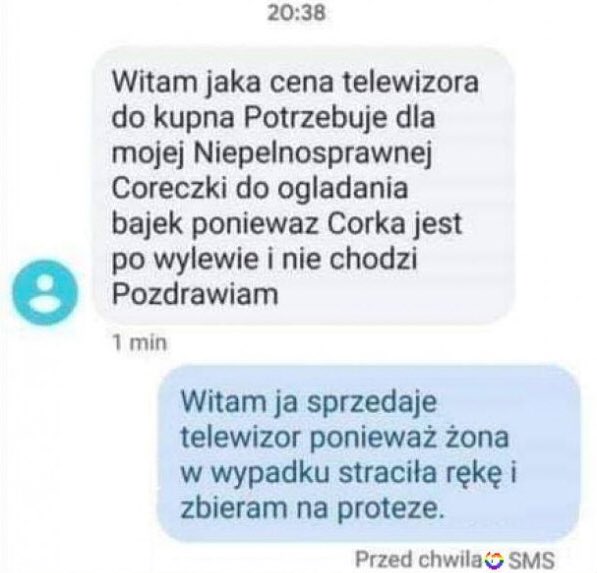 20:38
Witam jaka cena telewizora
do kupna Potrzebuje dla
mojej Niepelnosprawnej
Coreczki do ogladania
bajek poniewaz Corka jest
po wylewie i nie chodzi
Pozdrawiam
1 min
Witam ja sprzedaje
telewizor ponieważ żona
w wypadku straciła rękę i
zbieram na proteze.
Przed chwila SMS